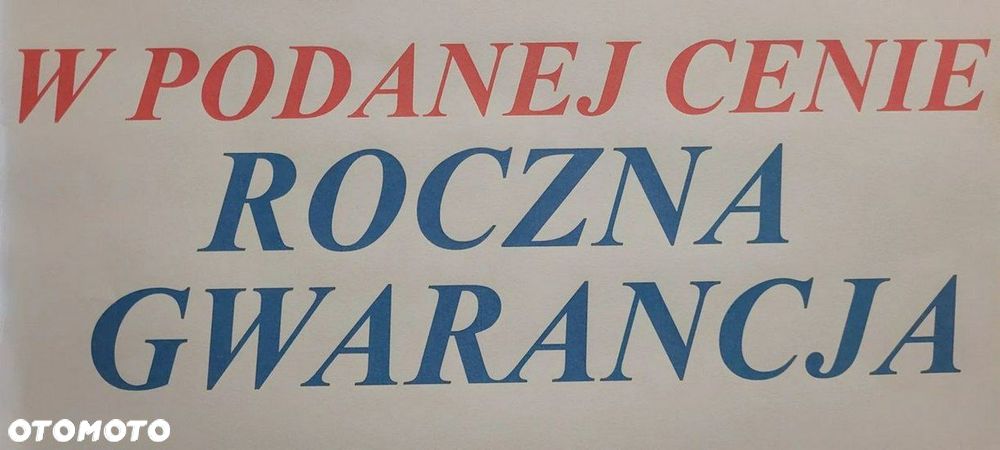 W PODANEJ CENIE
ROCZNA
GWARANCJA
OTOMOTO